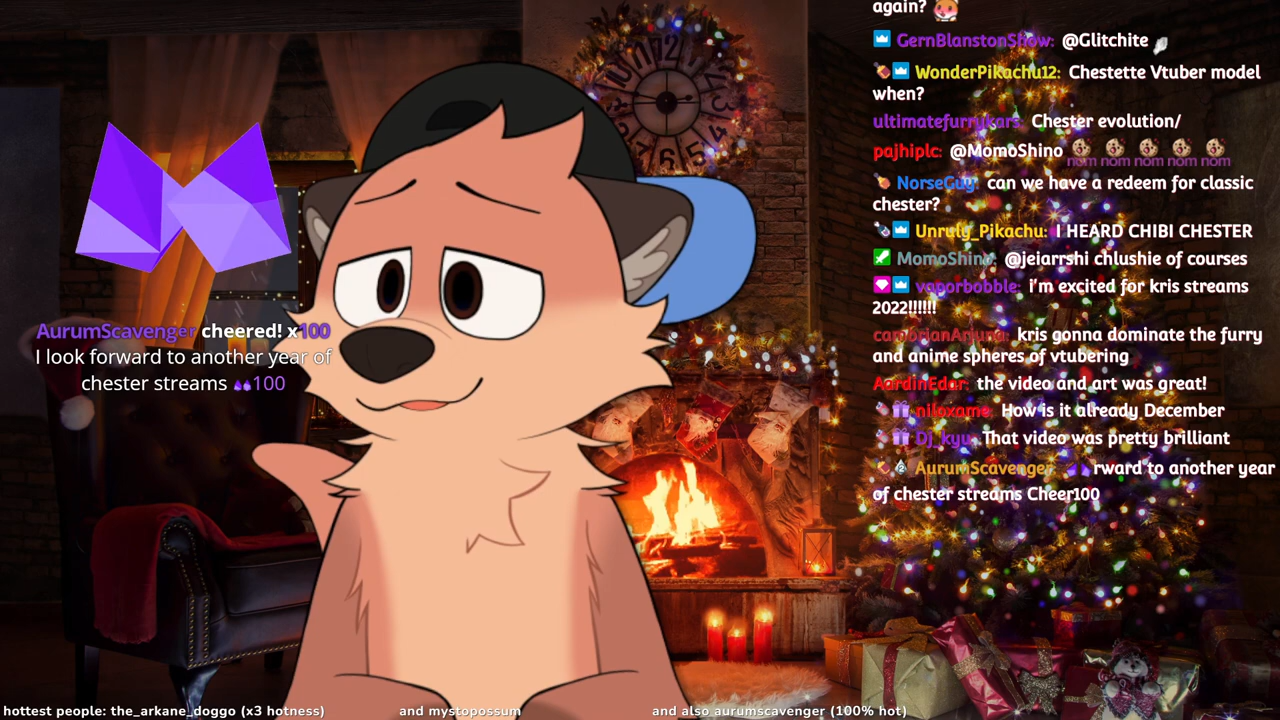 again?
GernBlanstonShow: @Glitchite
WonderPikachu12: Chestette Vtuber model
when?
ultimatefurrykars: Chester evolution/
pajhiplc: @MomoShino nom nom nom nom nom
NorseGuy: can we have a redeem for classic
chester?
Unruly_Pikachu: I HEARD CHIBI CHESTER
MomoShino: @jeiarrshi chlushie of courses
vaporbobble: i'm excited for kris streams
2022!!!!!!
cambrianArjuna: kris gonna dominate the furry
and anime spheres of vtubering
AardinEdar: the video and art was great!
niloxame: How is it already December
Dj_kyu: That video was pretty brilliant
AurumScavenger: rward to another year
of chester streams Cheer100
AurumScavenger cheered! x100
I look forward to another year of
chester streams 100
hottest people: the_arkane_doggo (x3 hotness) and mystopossum and also aurumscavenger (100% hot)